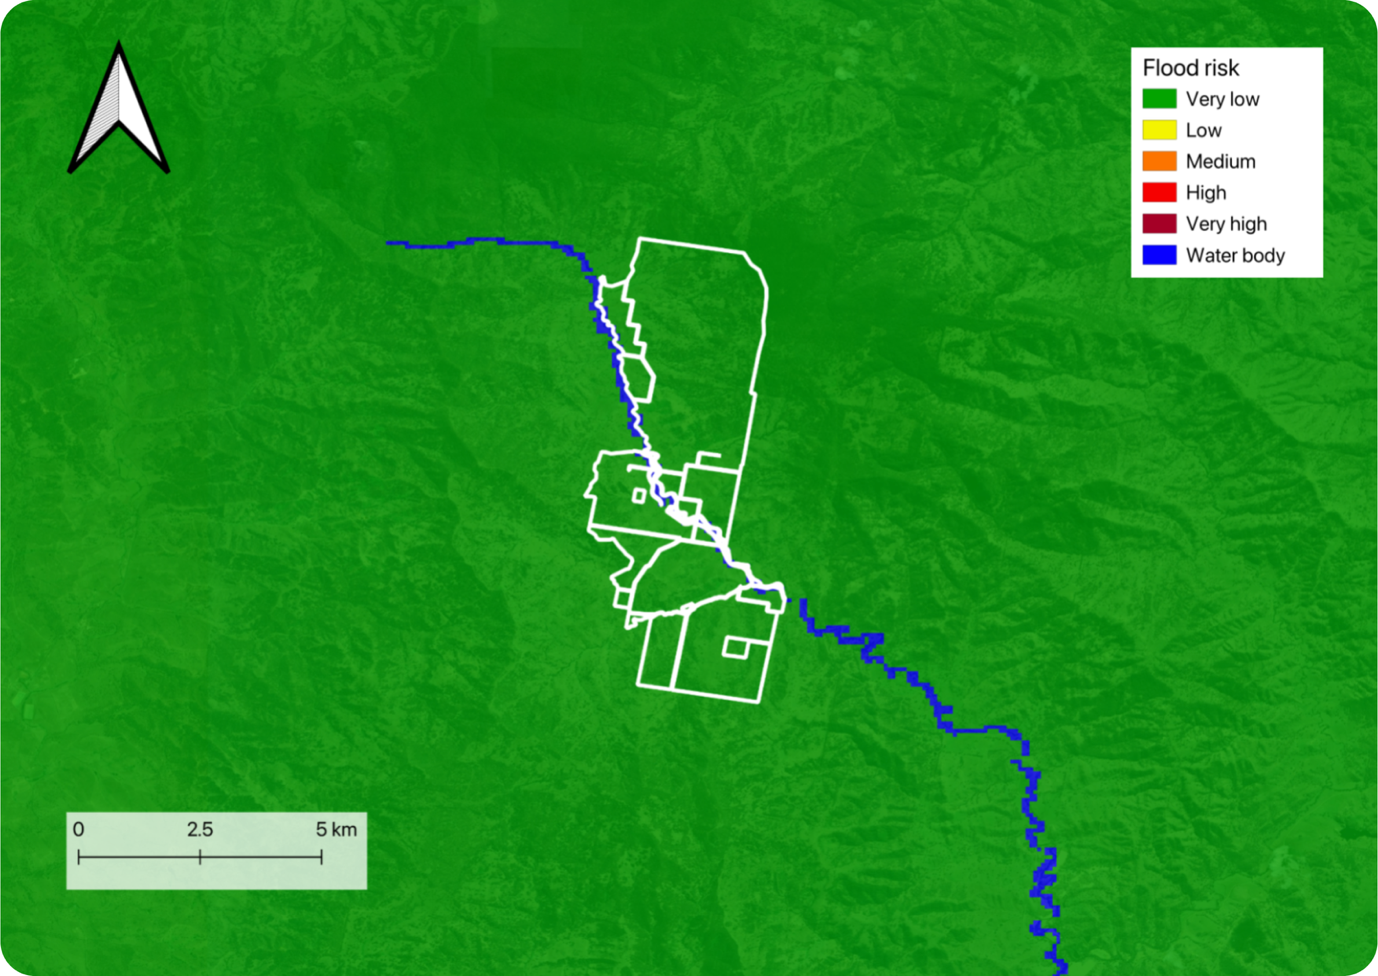 Flood risk
Very low
Low
Medium
High
Very high
Water body
0 2.5 5 km